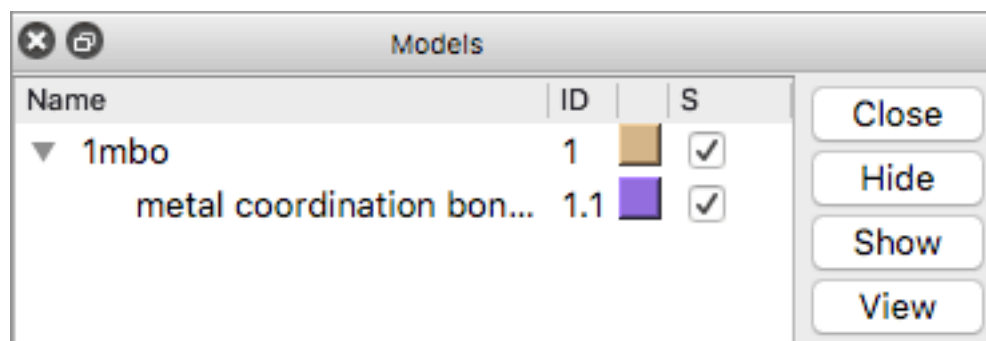 Models
Name ID S
1mbo 1
metal coordination bon... 1.1
Close
Hide
Show
View